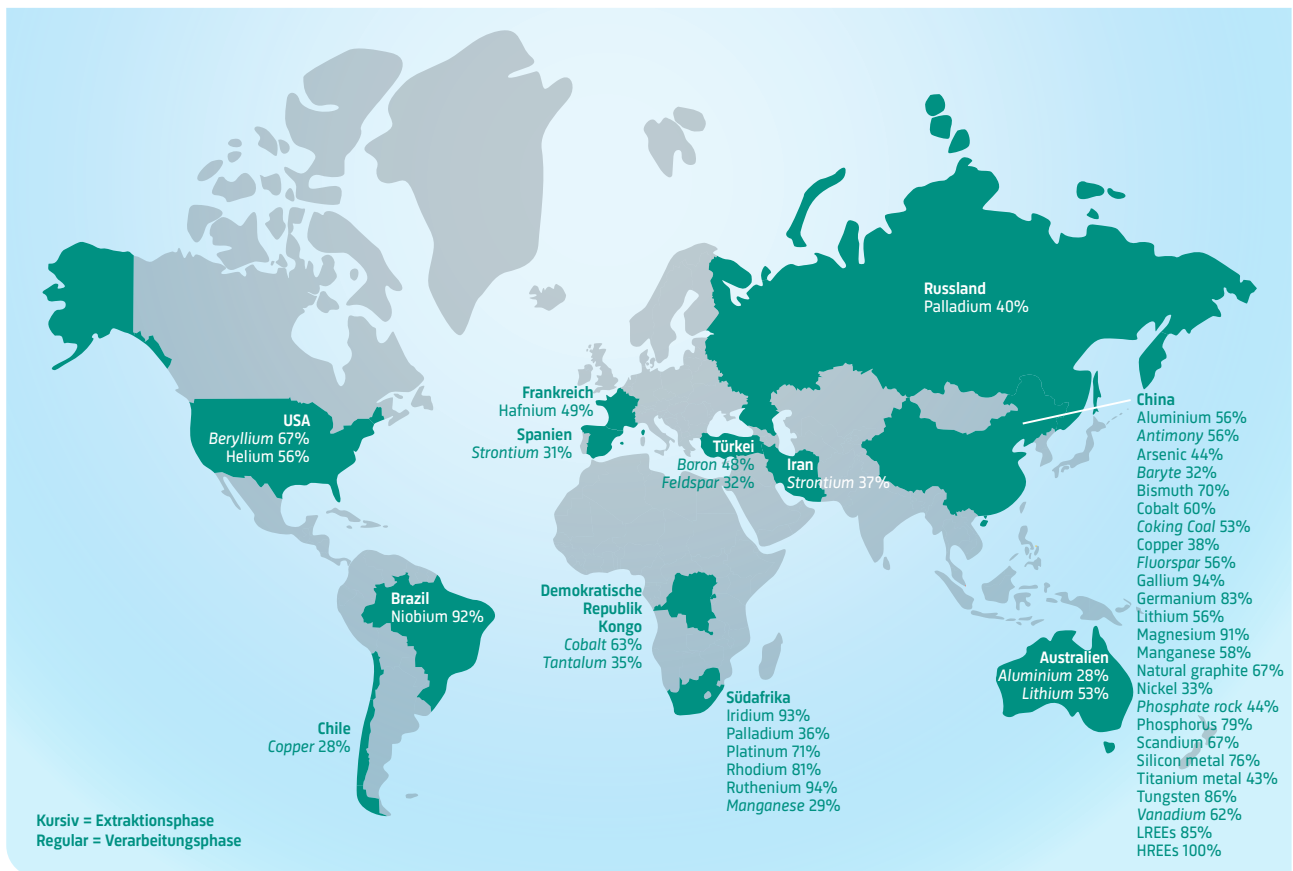 Russland
Palladium 40%
Frankreich
Hafnium 49%
Spanien
Strontium 31%
USA
Beryllium 67%
Helium 56%
Türkei
Boron 48%
Feldspar 32%
Iran
Strontium 37%
China
Aluminium 56%
Antimony 56%
Arsenic 44%
Baryte 32%
Bismuth 70%
Cobalt 60%
Coking Coal 53%
Copper 38%
Fluorspar 56%
Gallium 94%
Germanium 83%
Lithium 56%
Magnesium 91%
Manganese 58%
Natural graphite 67%
Nickel 33%
Phosphate rock 44%
Phosphorus 79%
Scandium 67%
Silicon metal 76%
Titanium metal 43%
Tungsten 86%
Vanadium 62%
LREEs 85%
HREEs 100%
Brazil
Niobium 92%
Demokratische
Republik
Kongo
Cobalt 63%
Tantalum 35%
Australien
Aluminium 28%
Lithium 53%
Südafrika
Iridium 93%
Palladium 36%
Platinum 71%
Rhodium 81%
Ruthenium 94%
Manganese 29%
Chile
Copper 28%
Kursiv = Extraktionsphase
Regular = Verarbeitungsphase